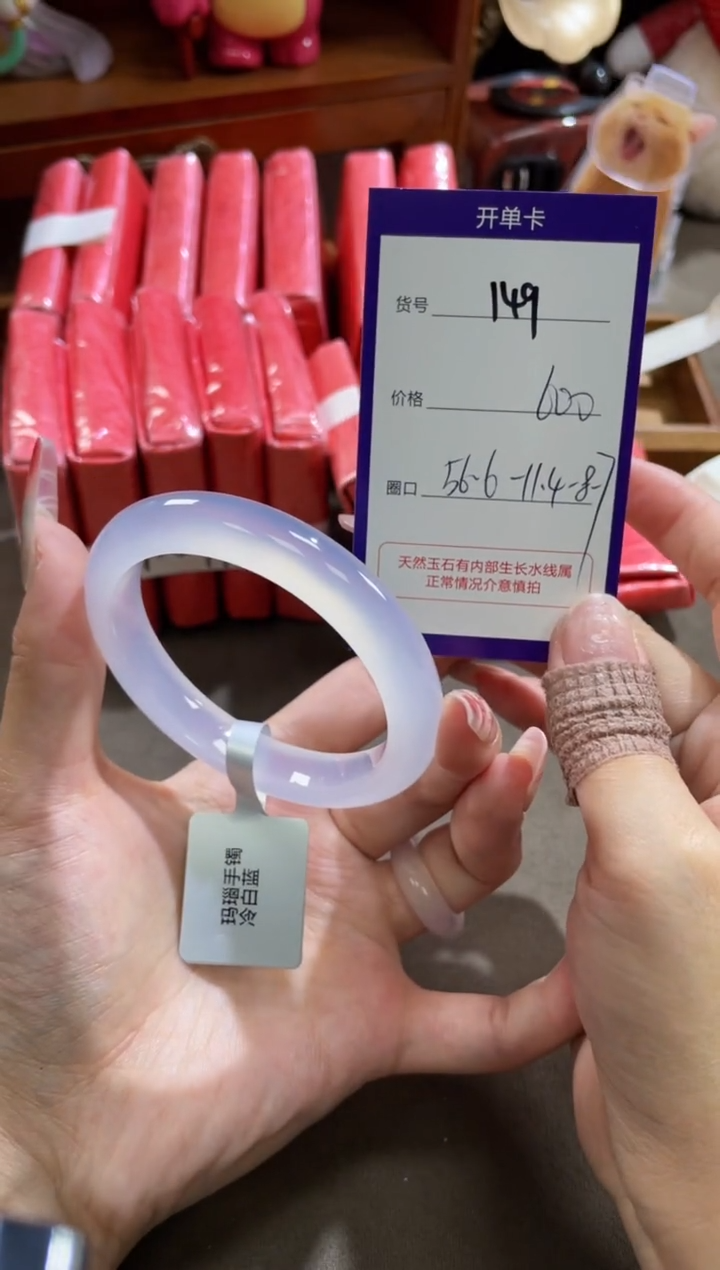 开单卡
货号 149
价格 600
圈口 56-6-11.4-8-7
天然玉石有内部生长水线属
正常情况介意慎拍
玛瑙手镯
冷白蓝